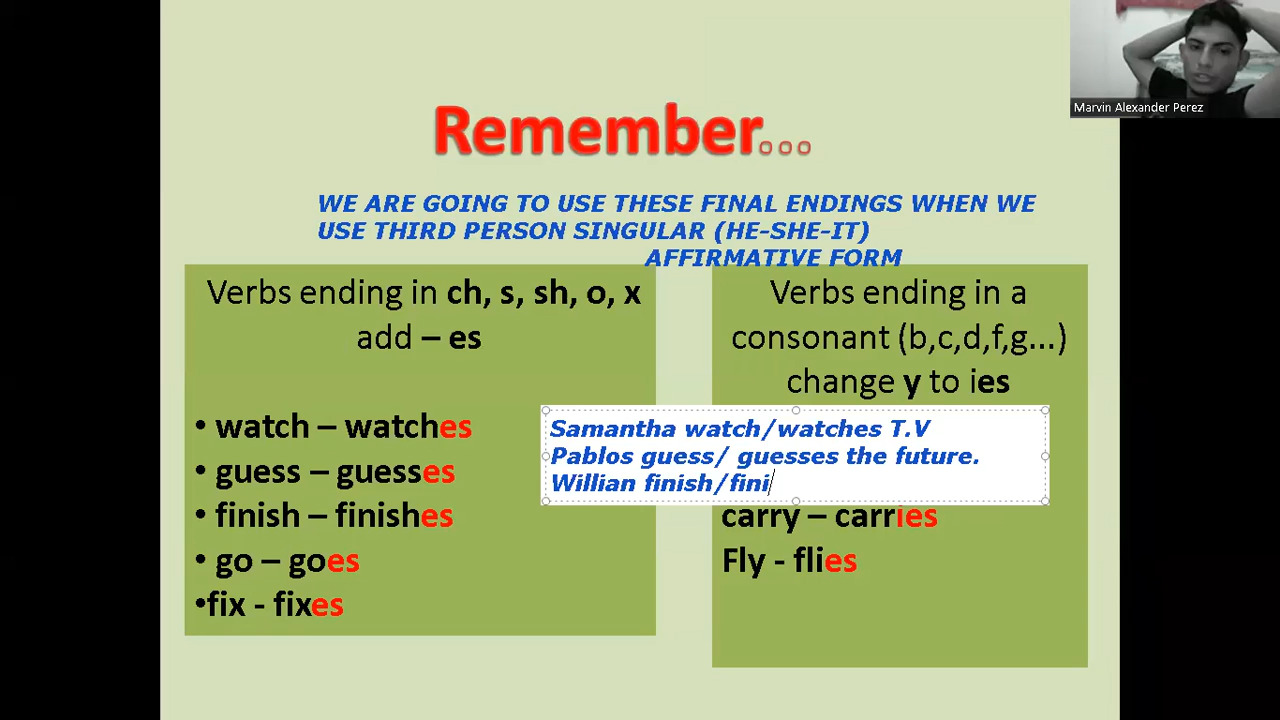 Marvin Alexander Perez
Remember...
WE ARE GOING TO USE THESE FINAL ENDINGS WHEN WE
USE THIRD PERSON SINGULAR (HE-SHE-IT)
AFFIRMATIVE FORM
Verbs ending in ch, s, sh, o, x
add – es
• watch – watches
• guess – guesses
• finish – finishes
• go – goes
•fix - fixes
Verbs ending in a
consonant (b,c,d,f,g...)
change y to ies
Samantha watch/watches T.V
Pablos guess/ guesses the future.
Willian finish/fini
carry – carries
Fly - flies